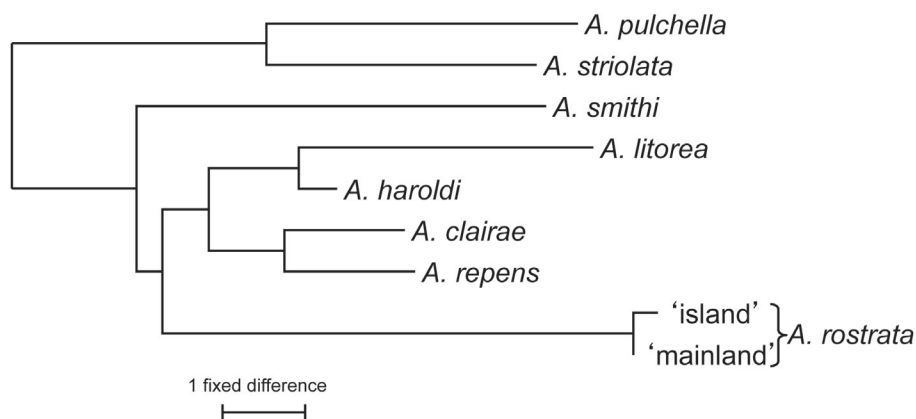 A. pulchella
A. striolata
A. smithi
A. litorea
A. haroldi
A. clairae
A. repens
‘island’
‘mainland’
A. rostrata
1 fixed difference